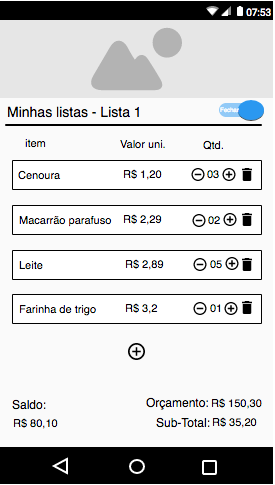 07:53
Minhas listas - Lista 1 Fechar
item Valor uni. Qtd.
Cenoura R$ 1,20 03
Macarrão parafuso R$ 2,29 02
Leite R$ 2,89 05
Farinha de trigo R$ 3,2 01
Saldo: Orçamento: R$ 150,30
R$ 80,10 Sub-Total: R$ 35,20